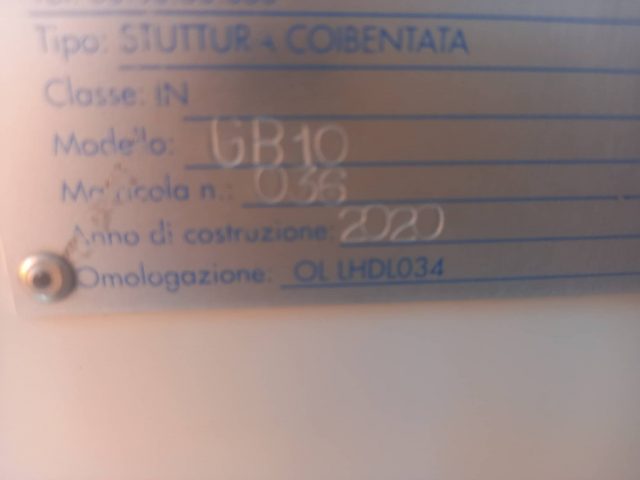 Tipo: STUTTUR A COIBENTATA
Classe: IN
Modello: GB10
Matricola n.: 036
Anno di costruzione: 2020
Omologazione: OL LHDL034